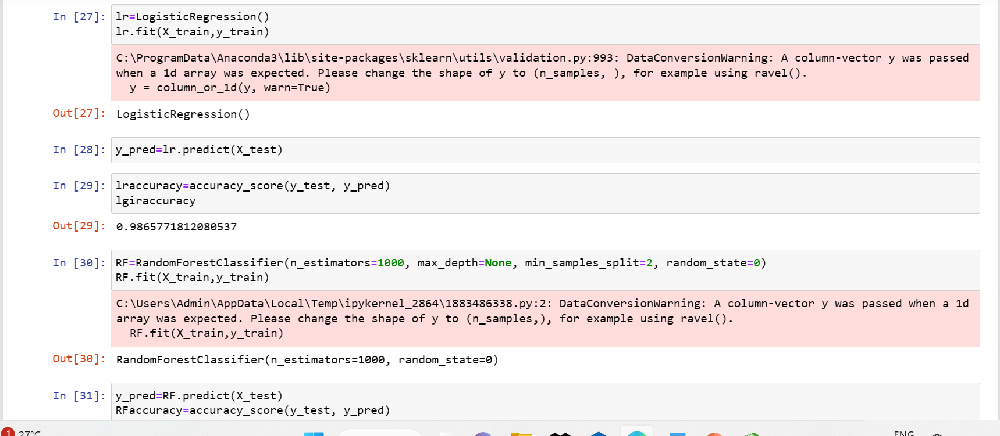 In [27]: lr=LogisticRegression()
lr.fit(X_train,y_train)
C:\ProgramData\Anaconda3\lib\site-packages\sklearn\utils\validation.py:993: DataConversionWarning: A column-vector y was passed
when a 1d array was expected. Please change the shape of y to (n_samples, ), for example using ravel().
y = column_or_1d(y, warn=True)
Out[27]: LogisticRegression()
In [28]: y_pred=lr.predict(X_test)
In [29]: lraccuracy=accuracy_score(y_test, y_pred)
lgiraccuracy
Out[29]: 0.9865771812080537
In [30]: RF=RandomForestClassifier(n_estimators=1000, max_depth=None, min_samples_split=2, random_state=0)
RF.fit(X_train,y_train)
C:\Users\Admin\AppData\Local\Temp\ipykernel_2864\1883486338.py:2: DataConversionWarning: A column-vector y was passed when a 1d
array was expected. Please change the shape of y to (n_samples,), for example using ravel().
RF.fit(X_train,y_train)
Out[30]: RandomForestClassifier(n_estimators=1000, random_state=0)
In [31]: y_pred=RF.predict(X_test)
RFaccuracy=accuracy_score(y_test, y_pred)
1 27°C
ENG